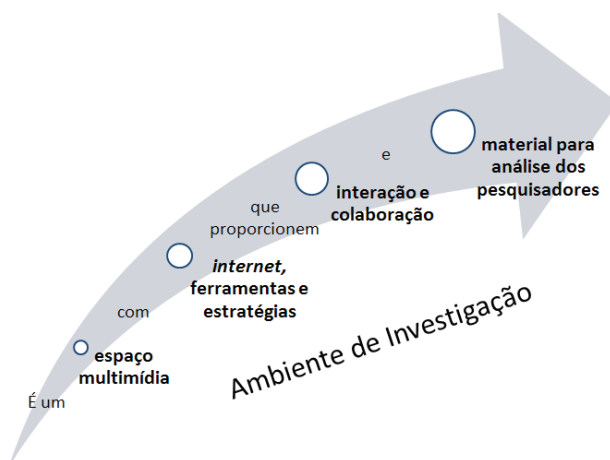 É um
espaço
multimídia
com
internet,
ferramentas e
estratégias
que
proporcionem
interação e
colaboração
e
material para
análise dos
pesquisadores
Ambiente de Investigação